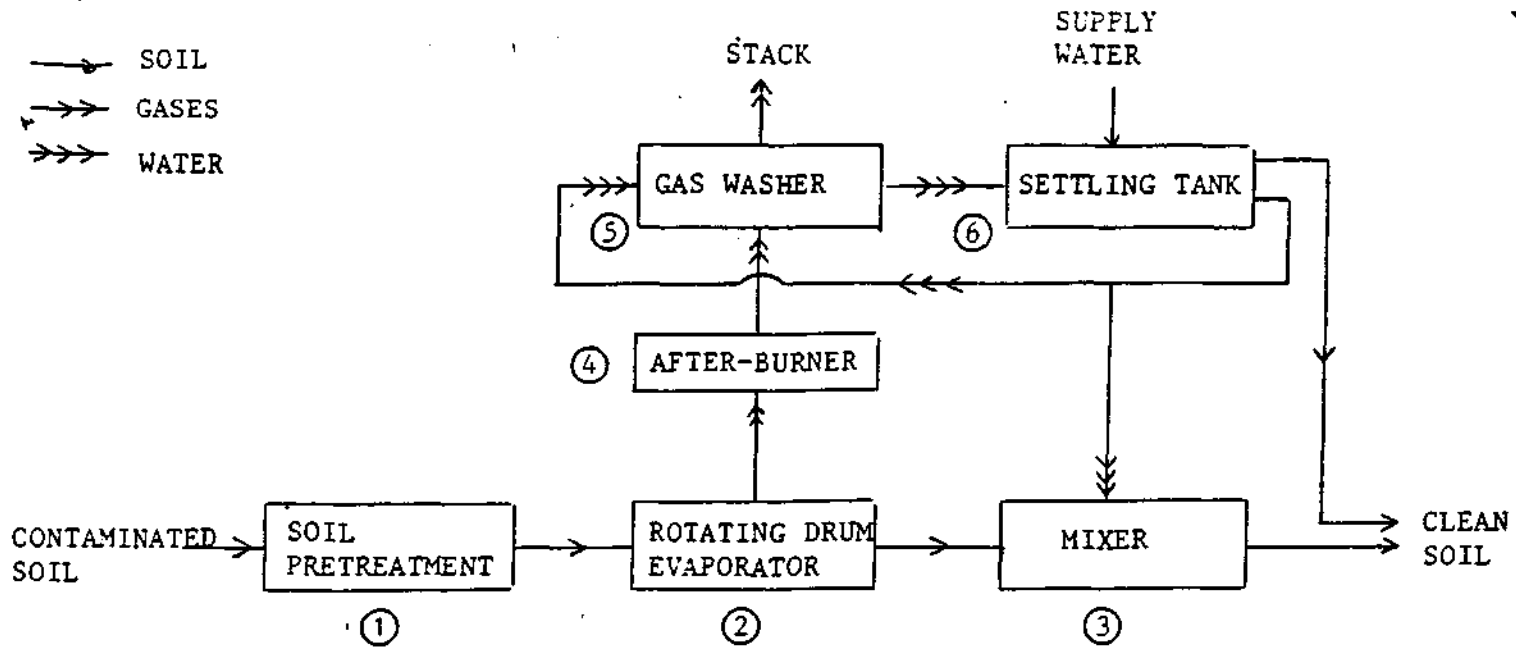 SOIL
GASES
WATER
STACK
SUPPLY
WATER
GAS WASHER
SETTLING TANK
5
6
4
AFTER-BURNER
CONTAMINATED
SOIL
SOIL
PRETREATMENT
ROTATING DRUM
EVAPORATOR
MIXER
CLEAN
SOIL
1
2
3